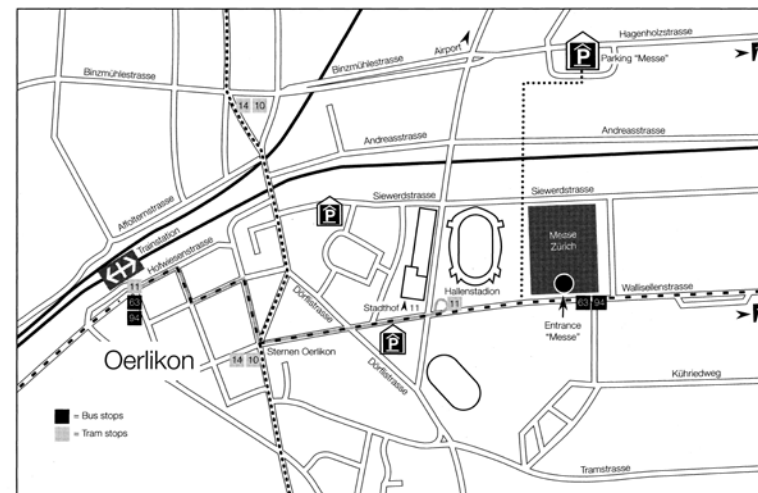 Hagenholzstrasse
P
Airport
Parking "Messe"
Binzmühlestrasse
Binzmühlestrasse
14 10
Andreasstrasse
Andreasstrasse
Siewerdstrasse
Siewerdstrasse
P
Affolternstrasse
Trainstation
Hofwiesenstrasse
Messe
Zürich
11
63
94
Dörflistrasse
Stadthof 11
Hallenstadion
11
Wallisellenstrasse
63 94
Entrance
"Messe"
P
Oerlikon
14 10
Sternen Oerlikon
Dörflistrasse
Kühriedweg
= Bus stops
= Tram stops
Tramstrasse